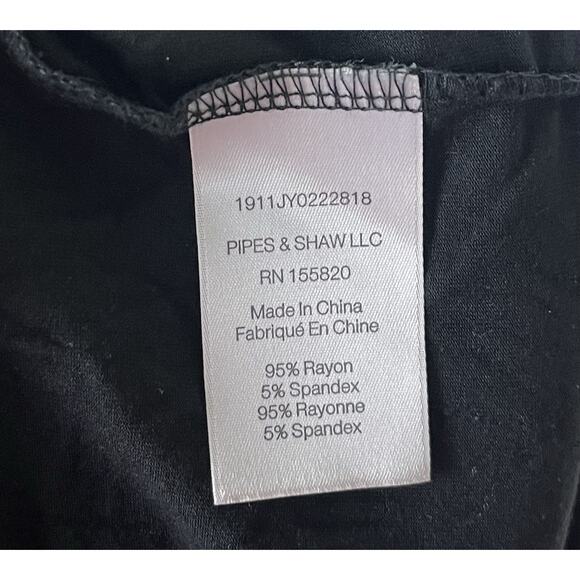 1911JY0222818
PIPES & SHAW LLC
RN 155820
Made In China
Fabriqué En Chine
95% Rayon
5% Spandex
95% Rayonne
5% Spandex